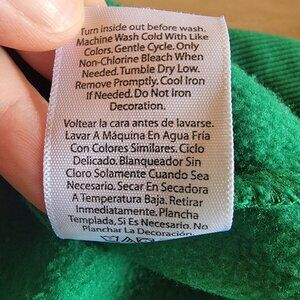 Turn inside out before wash.
Machine Wash Cold With Like
Colors. Gentle Cycle. Only
Non-Chlorine Bleach When
Needed. Tumble Dry Low.
Remove Promptly. Cool Iron
If Needed. Do Not Iron
Decoration.
Voltear la cara antes de lavarse.
Lavar A Máquina En Agua Fría
Con Colores Similares. Ciclo
Delicado. Blanqueador Sin
Cloro Solamente Cuando Sea
Necesario. Secar En Secadora
A Temperatura Baja. Retirar
Inmediatamente. Plancha
Templada, Si Es Necesario. No
Planchar La Decoración.